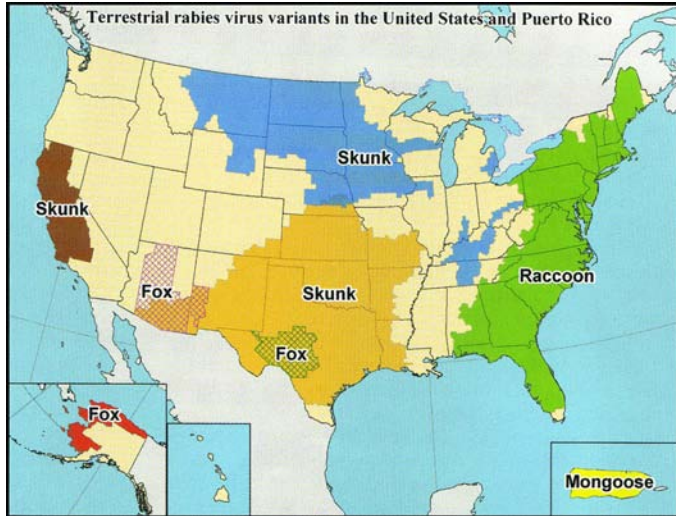 Terrestrial rabies virus variants in the United States and Puerto Rico
Skunk
Skunk
Raccoon
Fox
Skunk
Fox
Fox
Mongoose